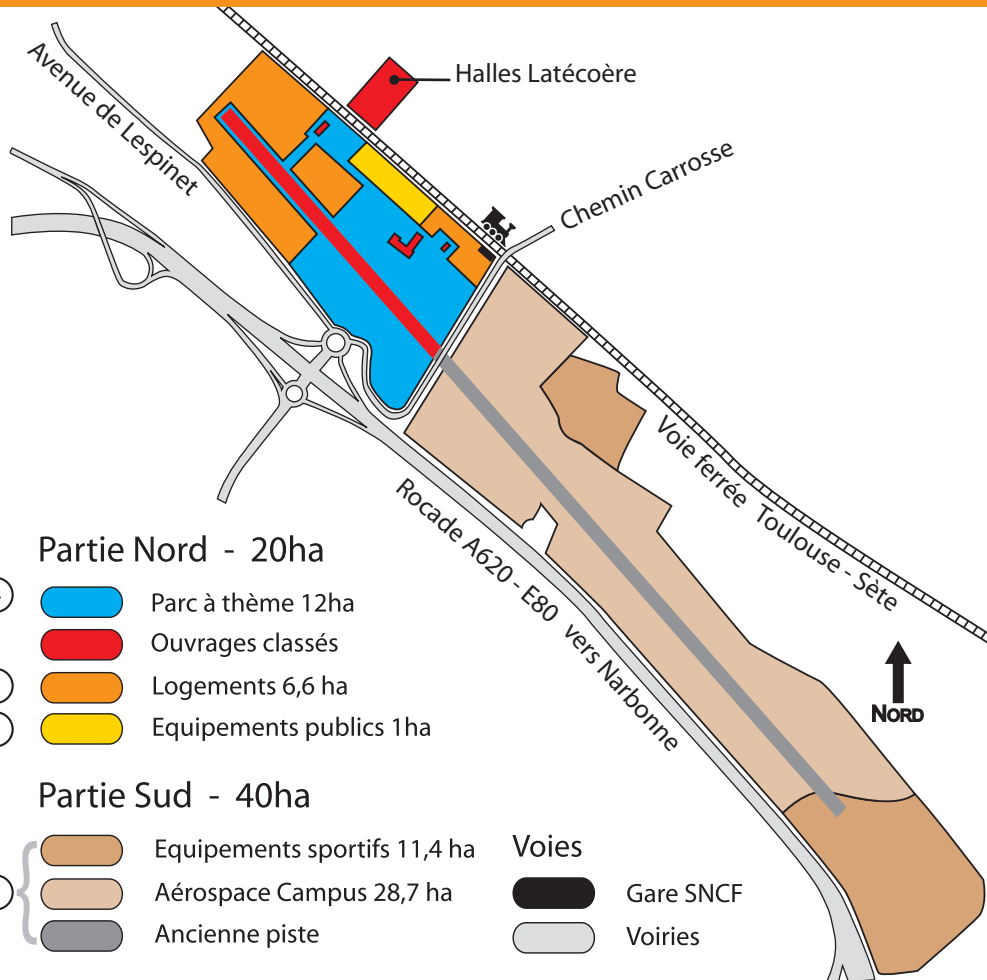 Halles Latécoère
Avenue de Lespinet
Chemin Carrosse
Voie ferrée Toulouse - Sète
Rocade A620 - E80 vers Narbonne
NORD
Partie Nord - 20ha
Parc à thème 12ha
Ouvrages classés
Logements 6,6 ha
Equipements publics 1ha
Partie Sud - 40ha
Equipements sportifs 11,4 ha
Aérospace Campus 28,7 ha
Ancienne piste
Voies
Gare SNCF
Voiries